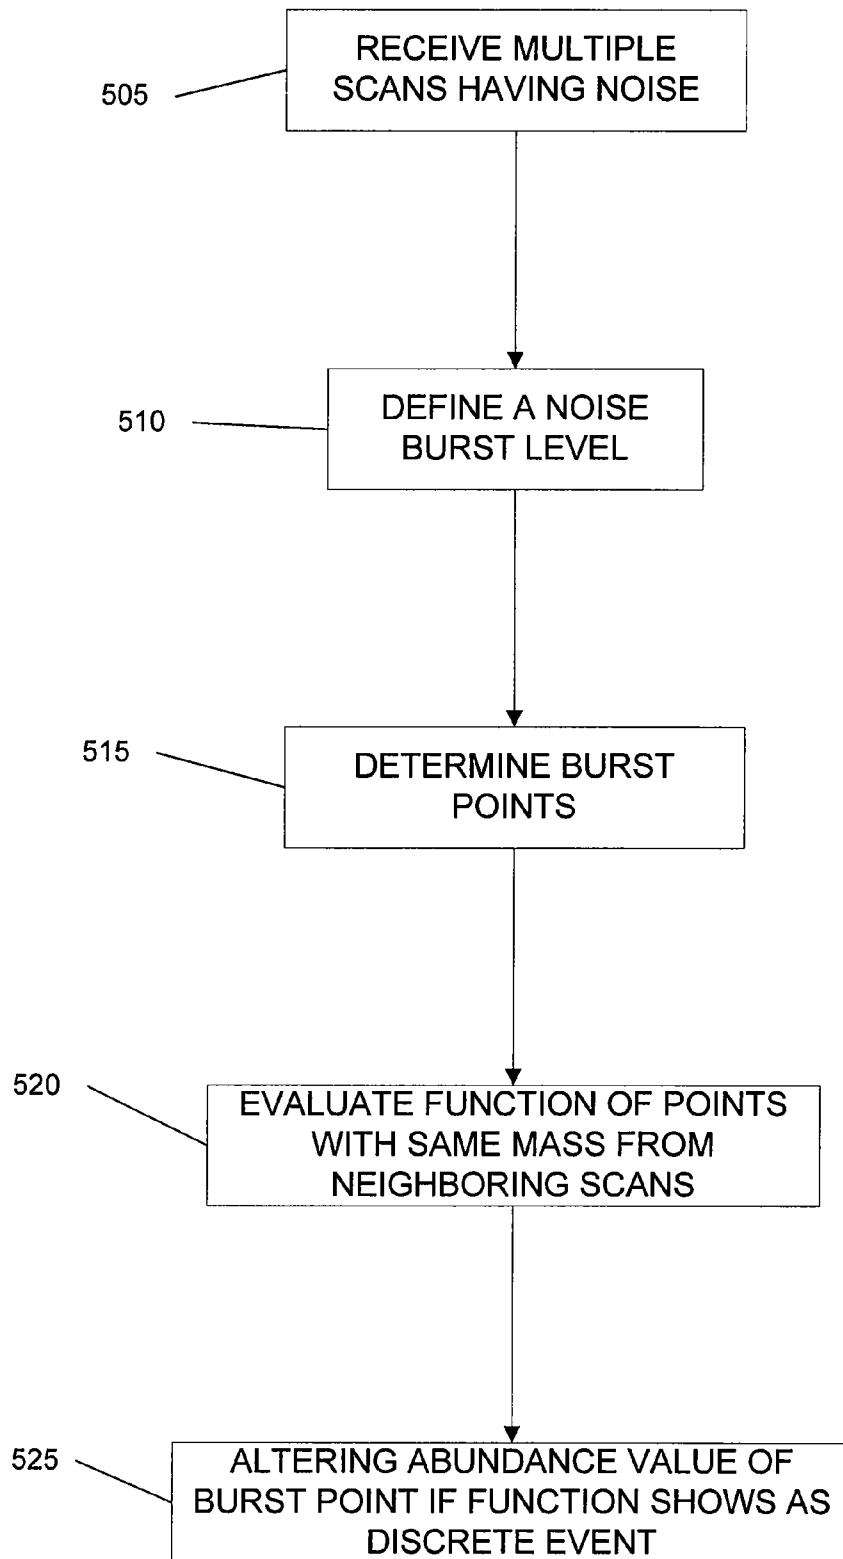 RECEIVE MULTIPLE
SCANS HAVING NOISE
505
DEFINE A NOISE
BURST LEVEL
510
DETERMINE BURST
POINTS
515
EVALUATE FUNCTION OF POINTS
WITH SAME MASS FROM
NEIGHBORING SCANS
520
ALTERING ABUNDANCE VALUE OF
BURST POINT IF FUNCTION SHOWS AS
DISCRETE EVENT
525